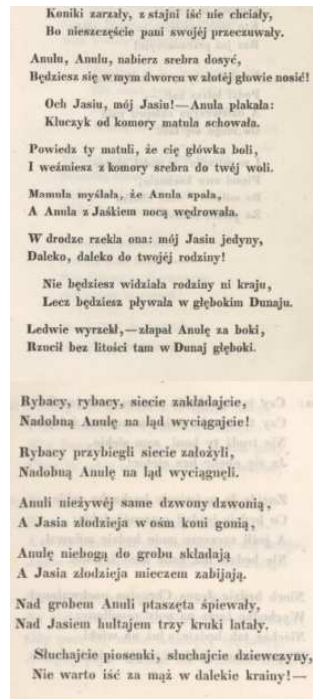 Koniki zarzały, z stajni iść nie chciały,
Bo nieszczęście pani swojéj przeczuwały.
Anulu, Anulu, nabierz srebra dosyć,
Będziesz się w mym dworcu w złotéj głowie nosić!
Och Jasiu, mój Jasiu!—Anula płakała:
Kluczyk od komory matula schowała.
Powiedz ty matuli, że cię główka boli,
I weźmiesz z komory srebra do twéj woli.
Mamula myślała, że Anula spała,
A Anula z Jaśkiem nocą wędrowała.
W drodze rzekła ona: mój Jasiu jedyny,
Daleko, daleko do twojéj rodziny!
Nie będziesz widziała rodziny ni kraju,
Lecz będziesz pływała w głębokim Dunaju.
Ledwie wyrzekł,—złapał Anulę za boki,
Rzucił bez litości tam w Dunaj głęboki.
Rybacy, rybacy, siecie zakładajcie,
Nadobną Anulę na ląd wyciągajcie!
Rybacy przybiegli siecie założyli,
Nadobną Anulę na ląd wyciągnęli.
Anuli nieżywéj same dzwony dzwonią,
A Jasia złodzieja w ośm koni gonią,
Anulę niebogą do grobu składają
A Jasia złodzieja mieczem zabijają.
Nad grobem Anuli ptaszęta śpiewały,
Nad Jasiem hultajem trzy kruki latały,
Słuchajcie piosenki, słuchajcie dziewczyny,
Nie warto iść za mąż w dalekie krainy!—